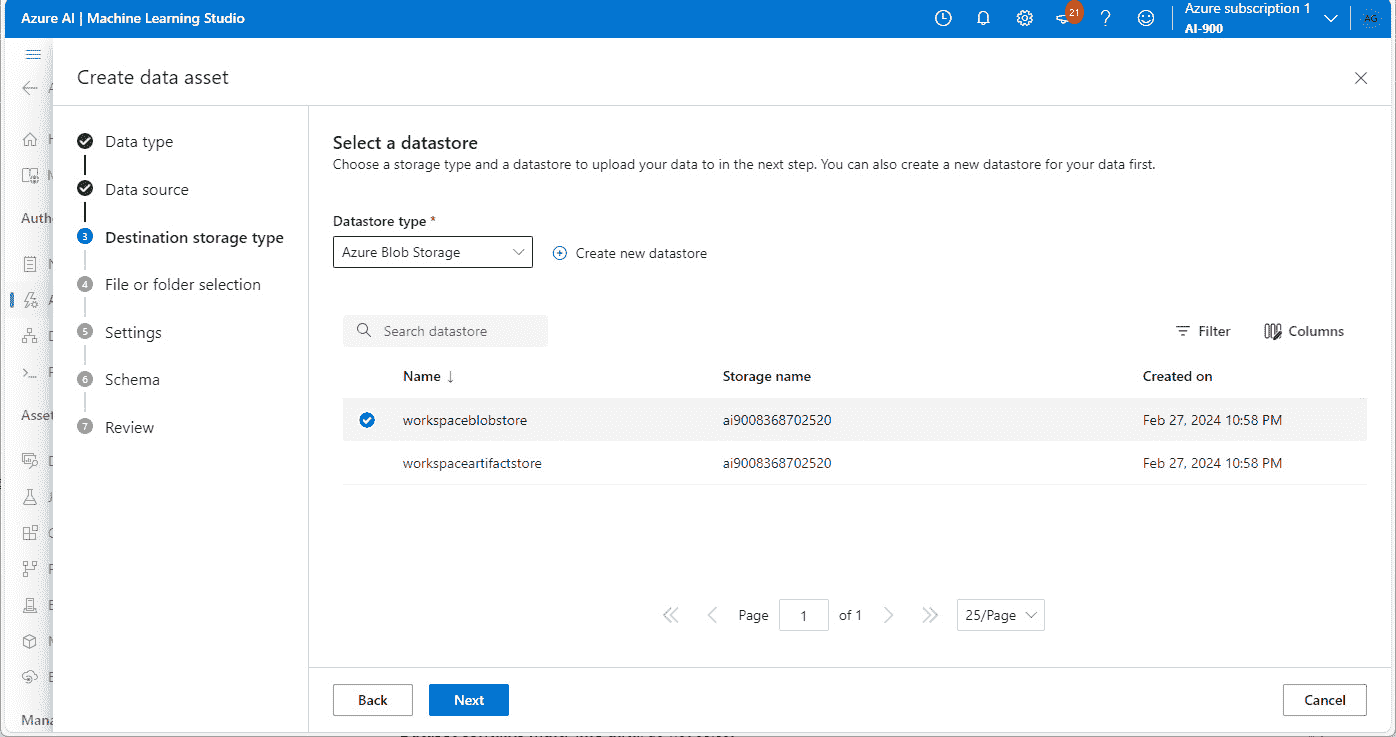 Azure AI | Machine Learning Studio
21
Azure subscription 1
AI-900
AG
Create data asset
Data type
Data source
3 Destination storage type
4 File or folder selection
5 Settings
6 Schema
7 Review
Select a datastore
Choose a storage type and a datastore to upload your data to in the next step. You can also create a new datastore for your data first.
Datastore type *
Azure Blob Storage
Create new datastore
Search datastore
Filter
Columns
Name ↓ Storage name Created on
workspaceblobstore ai9008368702520 Feb 27, 2024 10:58 PM
workspaceartifactstore ai9008368702520 Feb 27, 2024 10:58 PM
Page 1 of 1
25/Page
Back
Next
Cancel